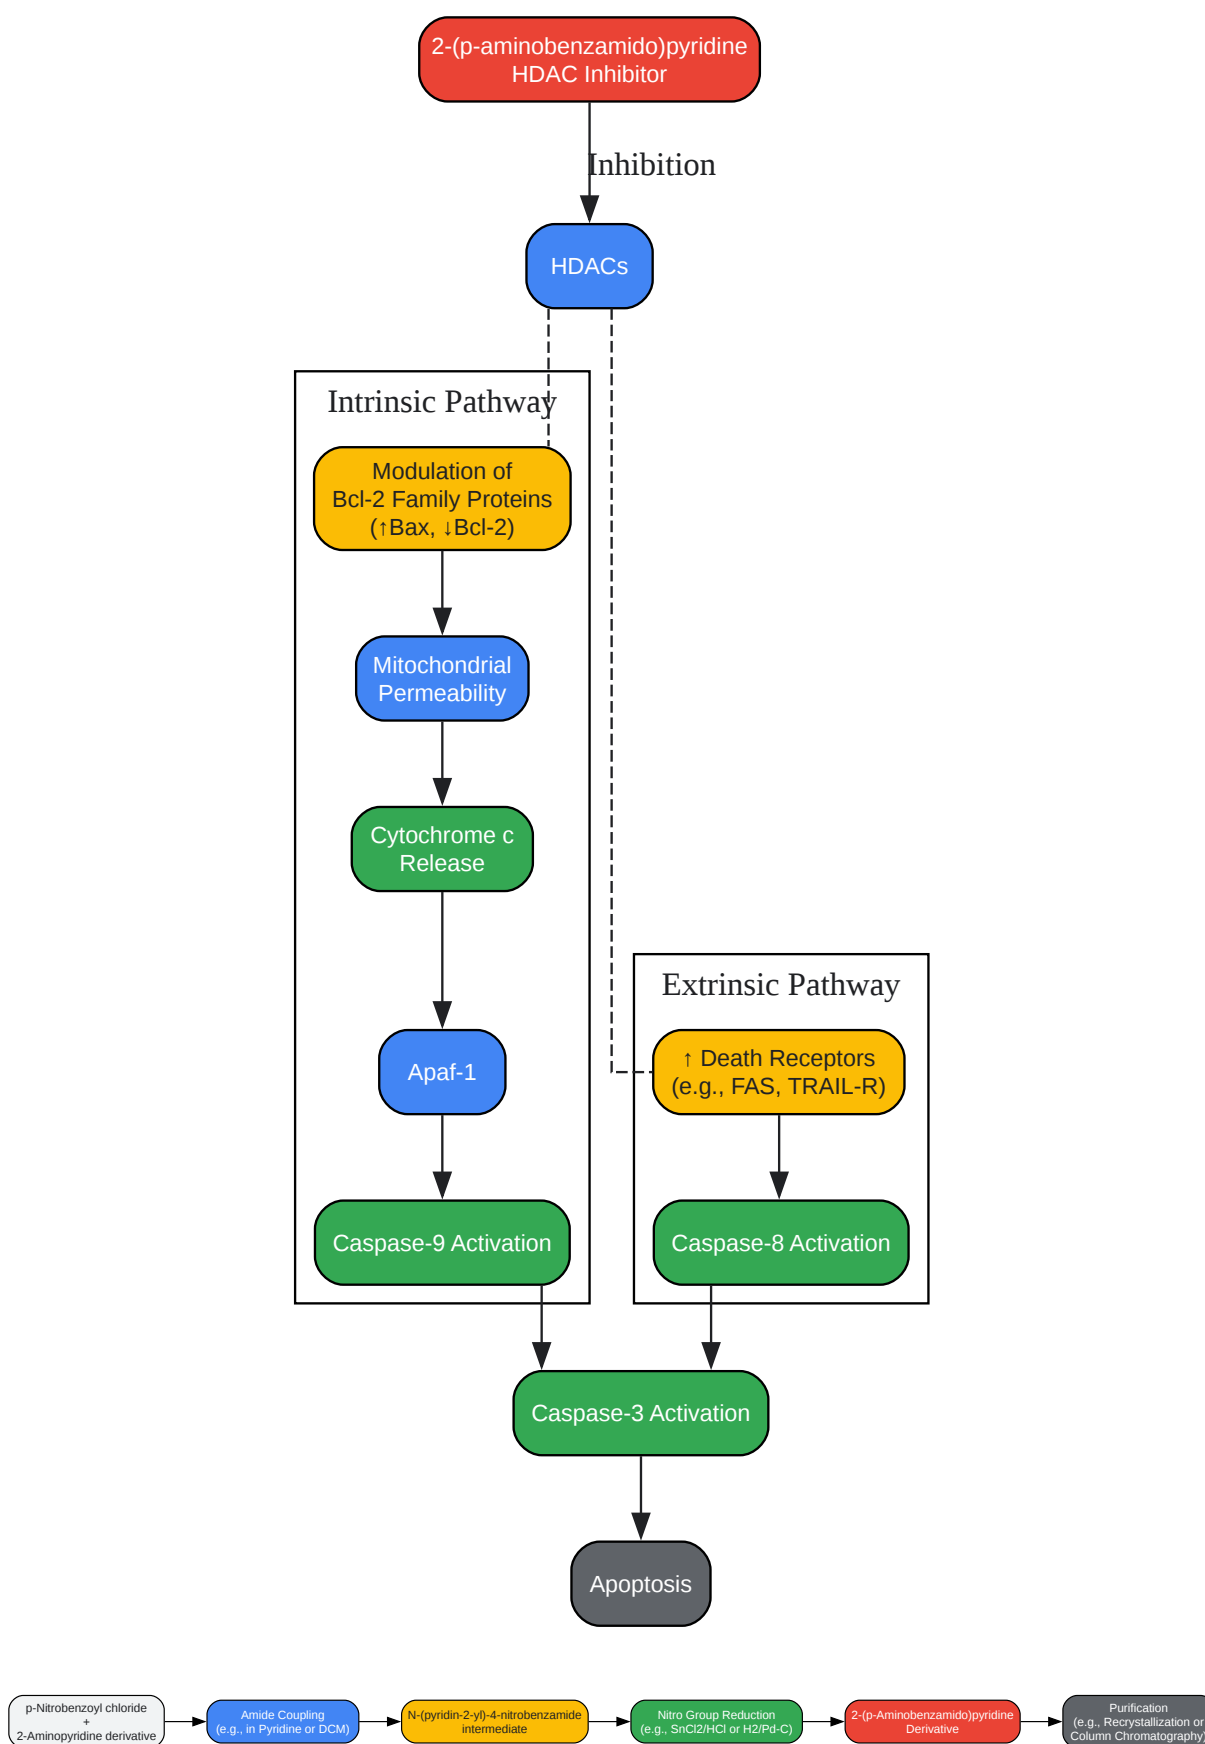 2-(p-aminobenzamido)pyridine
HDAC Inhibitor
Inhibition
HDACs
Intrinsic Pathway
Modulation of
Bcl-2 Family Proteins
(↑Bax, ↓Bcl-2)
Mitochondrial
Permeability
Cytochrome c
Release
Apaf-1
Caspase-9 Activation
Extrinsic Pathway
↑ Death Receptors
(e.g., FAS, TRAIL-R)
Caspase-8 Activation
Caspase-3 Activation
Apoptosis
p-Nitrobenzoyl chloride
+
2-Aminopyridine derivative
Amide Coupling
(e.g., in Pyridine or DCM)
N-(pyridin-2-yl)-4-nitrobenzamide
intermediate
Nitro Group Reduction
(e.g., SnCl2/HCl or H2/Pd-C)
2-(p-Aminobenzamido)pyridine
Derivative
Purification
(e.g., Recrystallization or
Column Chromatography)